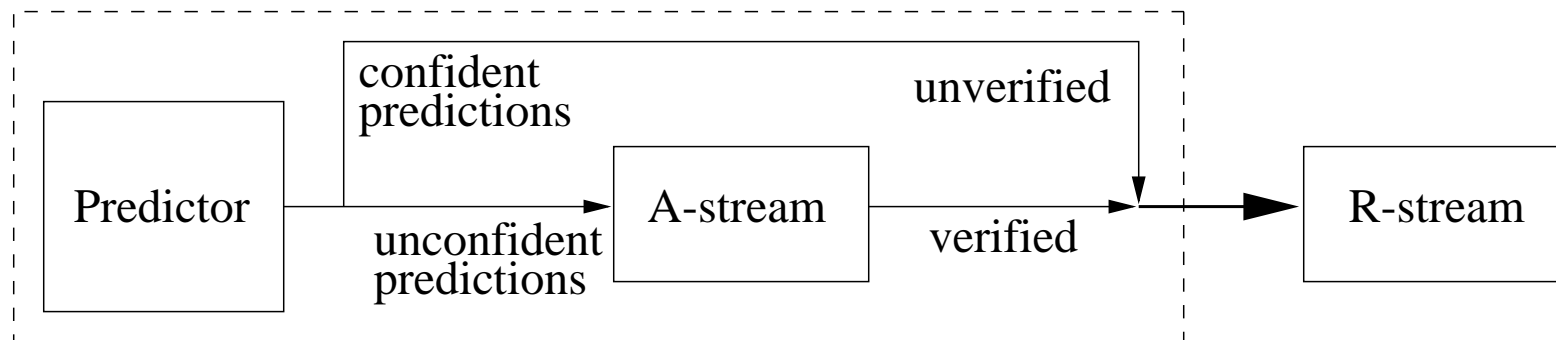 confident
predictions
unverified
Predictor
A-stream
R-stream
unconfident
predictions
verified